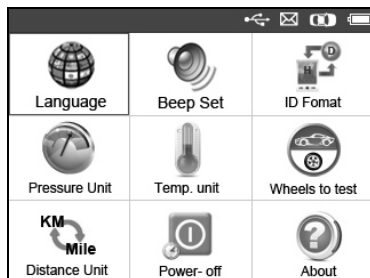 Language
Beep Set
D
H
ID Fomat
Pressure Unit
Temp. unit
Wheels to test
KM
Mile
Distance Unit
Power- off
?
About